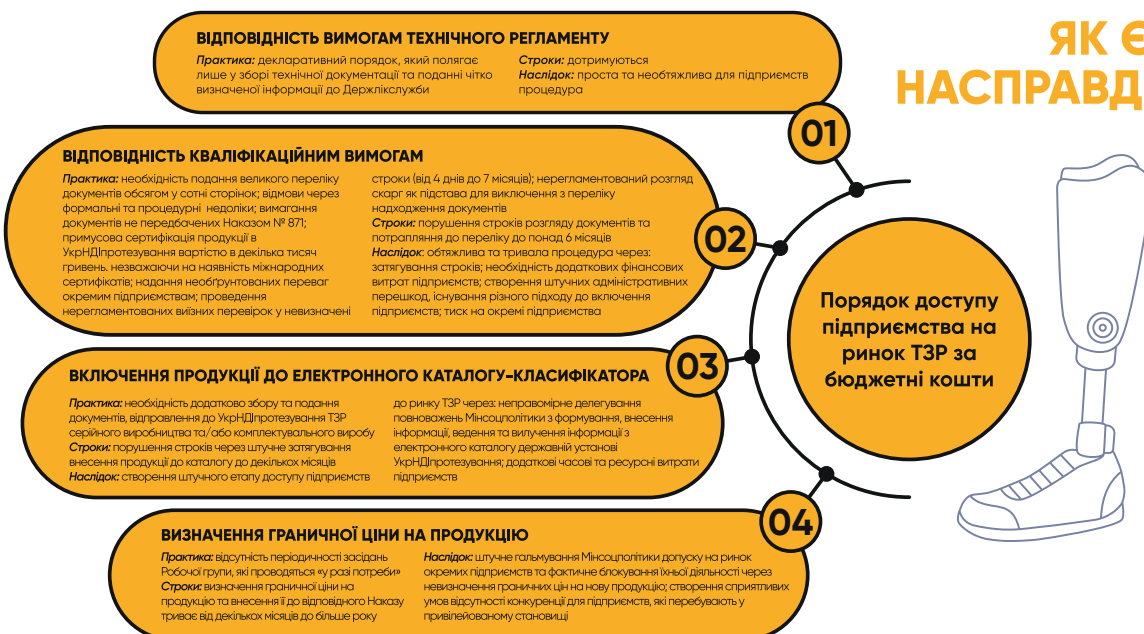 ЯК Є
НАСПРАВД
ВІДПОВІДНІСТЬ ВИМОГАМ ТЕХНІЧНОГО РЕГЛАМЕНТУ
Практика: декларативний порядок, який полягає
лише у зборі технічної документації та поданні чітко
визначеної інформації до Держлікслужби
Строки: дотримуються
Наслідок: проста та необтяжлива для підприємств
процедура
01
ВІДПОВІДНІСТЬ КВАЛІФІКАЦІЙНИМ ВИМОГАМ
Практика: необхідність подання великого переліку
документів обсягом у сотні сторінок; відмови через
формальні та процедурні недоліки; вимагання
документів не передбачених Наказом № 871;
примусова сертифікація продукції в
УкрНДІпротезування вартістю в декілька тисяч
гривень. незважаючи на наявність міжнародних
сертифікатів; надання необґрунтованих переваг
окремим підприємствам; проведення
нерегламентованих виїзних перевірок у невизначені
строки (від 4 днів до 7 місяців); нерегламентований розгляд
скарг як підстава для виключення з переліку
надходження документів
Строки: порушення строків розгляду документів та
потрапляння до переліку до понад 6 місяців
Наслідок: обтяжлива та тривала процедура через:
затягування строків; необхідність додаткових фінансових
витрат підприємств; створення штучних адміністративних
перешкод, існування різного підходу до включення
підприємств; тиск на окремі підприємства
02
ВКЛЮЧЕННЯ ПРОДУКЦІЇ ДО ЕЛЕКТРОННОГО КАТАЛОГУ-КЛАСИФІКАТОРА
Практика: необхідність додатково збору та подання
документів, відправлення до УкрНДІпротезування ТЗР
серійного виробництва та/або комплектувального виробу
Строки: порушення строків через штучне затягування
внесення продукції до каталогу до декількох місяців
Наслідок: створення штучного етапу доступу підприємств
до ринку ТЗР через: неправомірне делегування
повноважень Мінсоцполітики з формування, внесення
інформації, ведення та вилучення інформації з
електронного каталогу державній установі
УкрНДІпротезування; додаткові часові та ресурсні витрати
підприємств
03
ВИЗНАЧЕННЯ ГРАНИЧНОЇ ЦІНИ НА ПРОДУКЦІЮ
Практика: відсутність періодичності засідань
Робочої групи, які проводяться «у разі потреби»
Строки: визначення граничної ціни на
продукцію та внесення її до відповідного Наказу
триває від декількох місяців до більше року
Наслідок: штучне гальмування Мінсоцполітики допуску на ринок
окремих підприємств та фактичне блокування їхньої діяльності через
невизначення граничних цін на нову продукцію; створення сприятливих
умов відсутності конкуренції для підприємств, які перебувають у
привілейованому становищі
04
Порядок доступу
підприємства на
ринок ТЗР за
бюджетні кошти